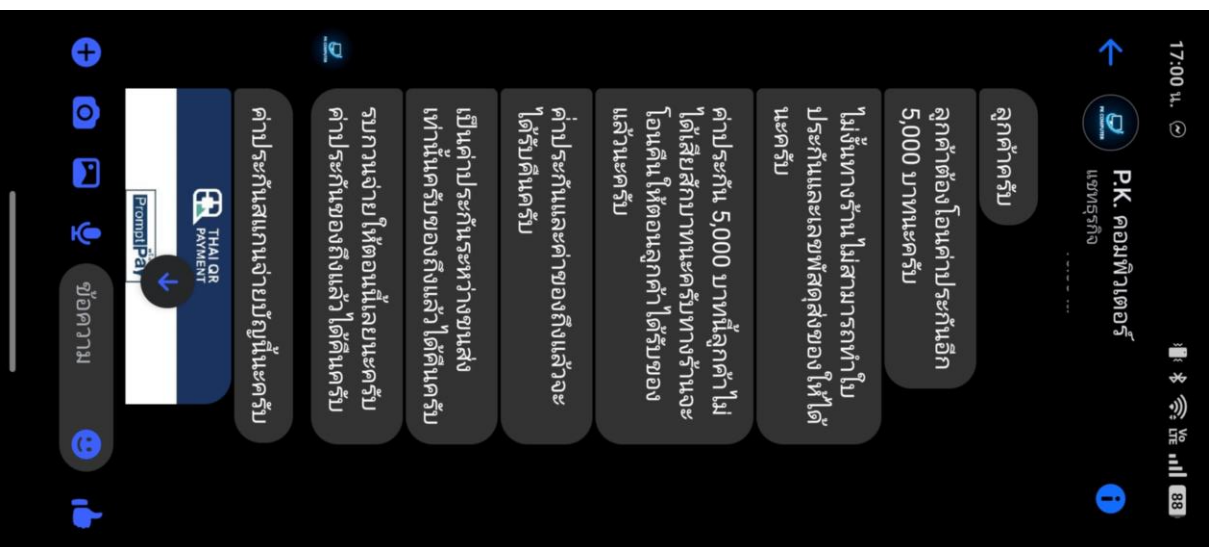 17:00 น.
Vo
LTE
88
P.K. คอมพิวเตอร์
แชทธุรกิจ
ลูกค้าครับ
ลูกค้าต้องโอนค่าประกันอีก
5,000 บาทนะครับ
ไม่งั้นทางร้านไม่สามารถทำใบ
ประกันและเลขพัสดุส่งของให้ได้
นะครับ
ค่าประกัน 5,000 บาทนี้ลูกค้าไม่
ได้เสียสักบาทนะครับทางร้านจะ
โอนคืนให้ตอนลูกค้าได้รับของ
แล้วนะครับ
ค่าประกันและค่าของถึงแล้วจะ
ได้รับคืนครับ
เป็นค่าประกันระหว่างขนส่ง
เท่านั้นครับของถึงแล้วได้คืนครับ
รบกวนจ่ายให้ตอนนี้เลยนะครับ
ค่าประกันของถึงแล้วได้คืนครับ
PK COMPUTER
ค่าประกันสแกนจ่ายบัญนี้นะครับ
THAI QR
PAYMENT
PromptPay
ข้อความ